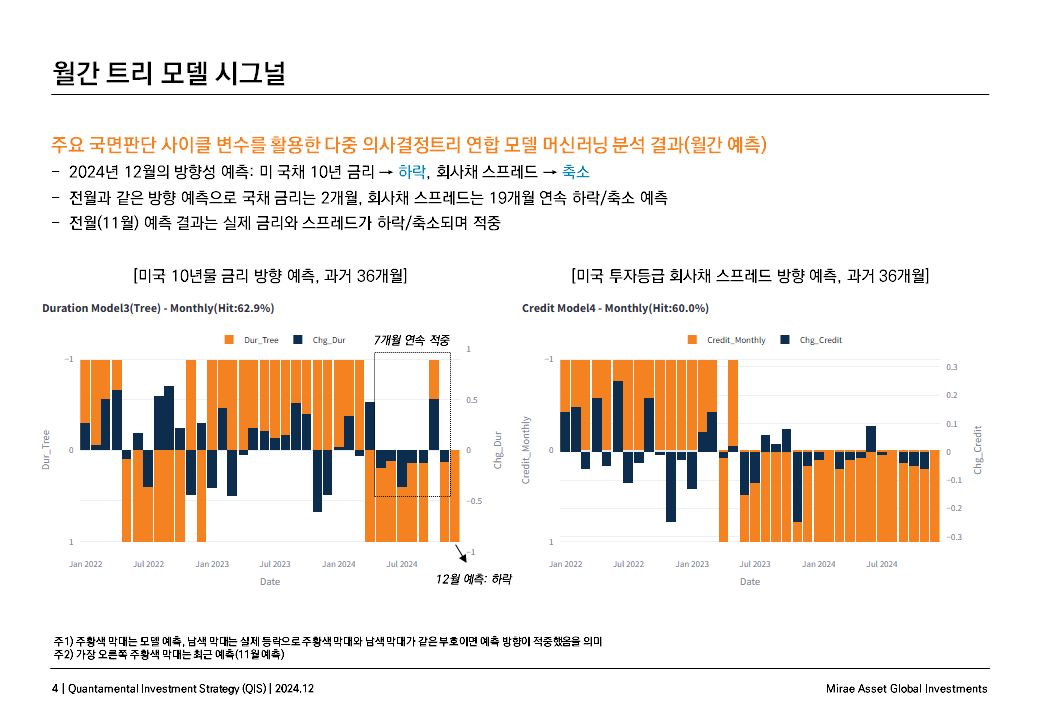 월간 트리 모델 시그널
주요 국면판단 사이클 변수를 활용한 다중 의사결정트리 연합 모델 머신러닝 분석 결과(월간 예측)
– 2024년 12월의 방향성 예측: 미 국채 10년 금리 → 하락, 회사채 스프레드 → 축소
– 전월과 같은 방향 예측으로 국채 금리는 2개월, 회사채 스프레드는 19개월 연속 하락/축소 예측
– 전월(11월) 예측 결과는 실제 금리와 스프레드가 하락/축소되며 적중
[미국 10년물 금리 방향 예측, 과거 36개월]
Duration Model3(Tree) - Monthly(Hit:62.9%)
Dur_Tree Chg_Dur
7개월 연속 적중
−1
0
1
Dur_Tree
1
0.5
0
−0.5
−1
Chg_Dur
Jan 2022 Jul 2022 Jan 2023 Jul 2023 Jan 2024 Jul 2024
Date
12월 예측: 하락
[미국 투자등급 회사채 스프레드 방향 예측, 과거 36개월]
Credit Model4 - Monthly(Hit:60.0%)
Credit_Monthly Chg_Credit
−1
0
1
Credit_Monthly
0.3
0.2
0.1
0
−0.1
−0.2
−0.3
Chg_Credit
Jan 2022 Jul 2022 Jan 2023 Jul 2023 Jan 2024 Jul 2024
Date
주1) 주황색 막대는 모델 예측, 남색 막대는 실제 등락으로 주황색 막대와 남색 막대가 같은 부호이면 예측 방향이 적중했음을 의미
주2) 가장 오른쪽 주황색 막대는 최근 예측(11월 예측)
4 | Quantamental Investment Strategy (QIS) | 2024.12
Mirae Asset Global Investments